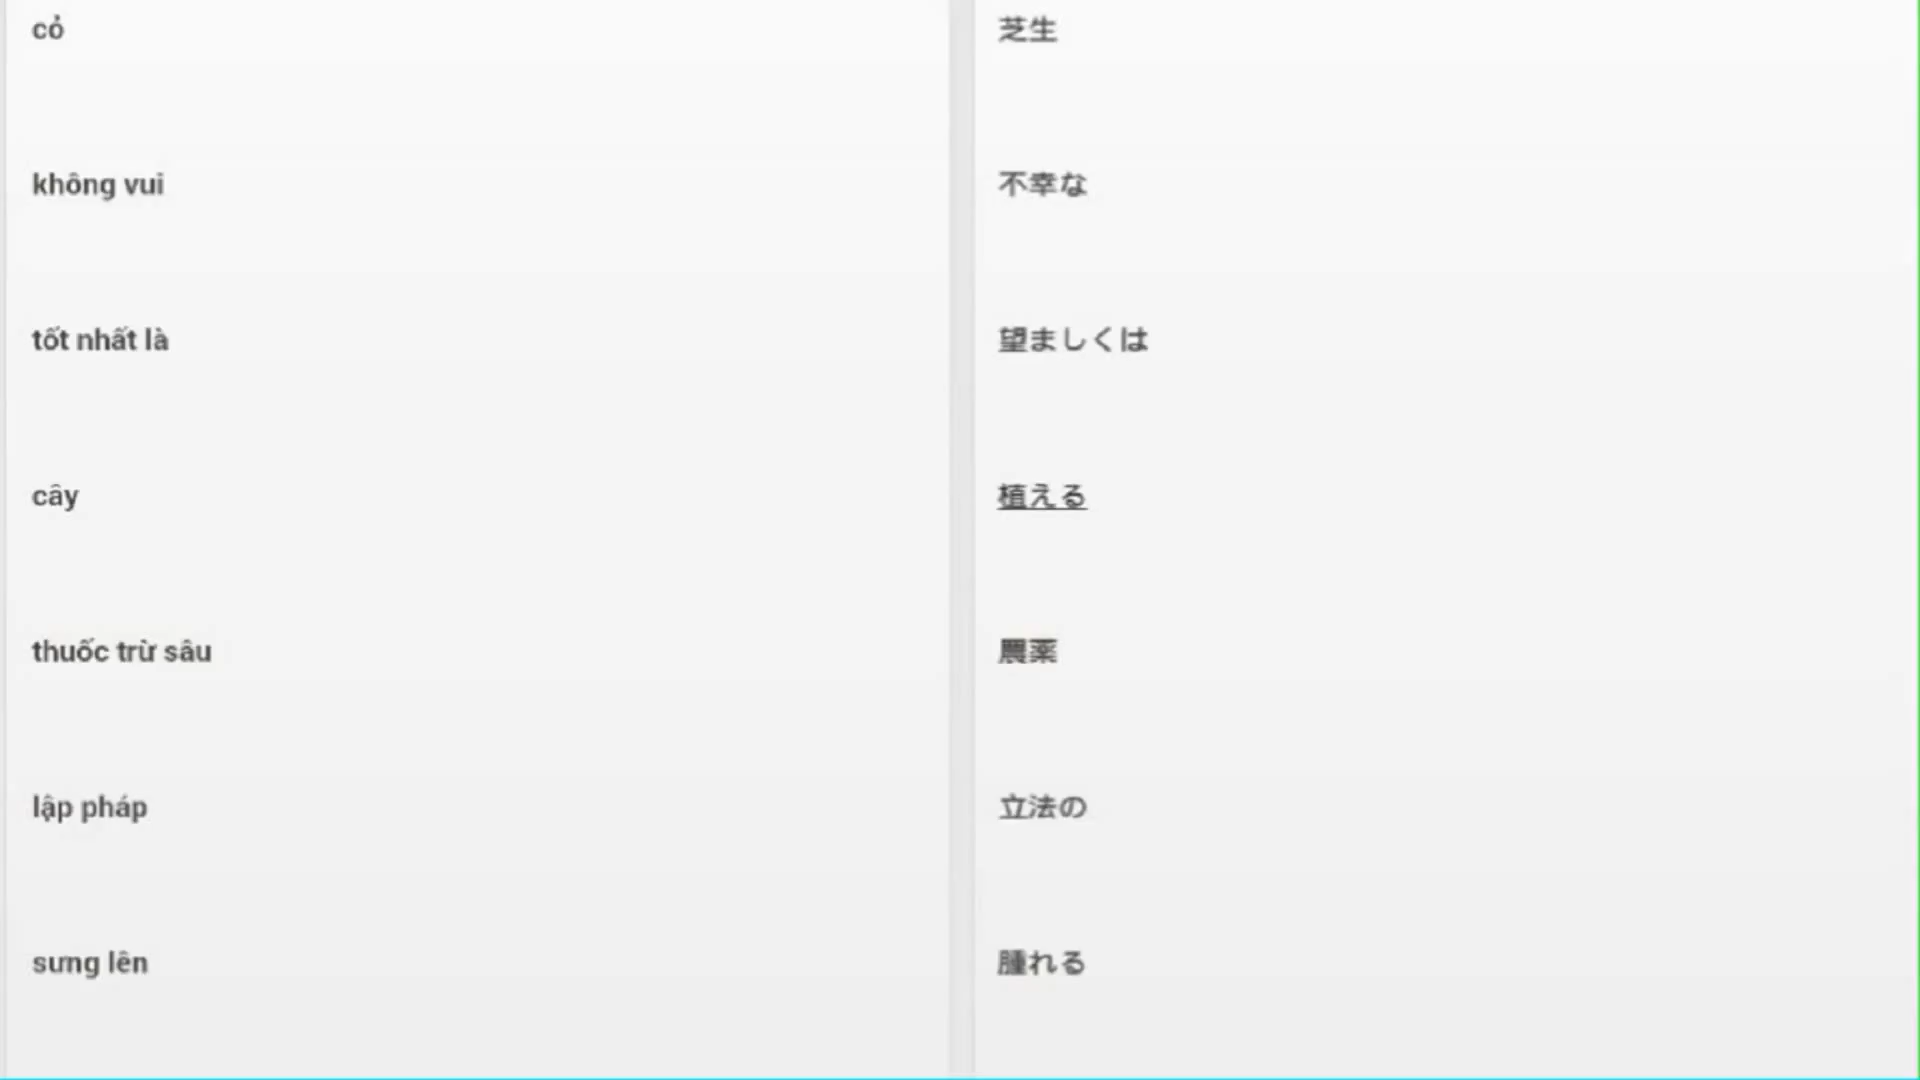 cỏ 芝生
không vui 不幸な
tốt nhất là 望ましくは
cây 植える
thuốc trừ sâu 農薬
lập pháp 立法の
sưng lên 腫れる